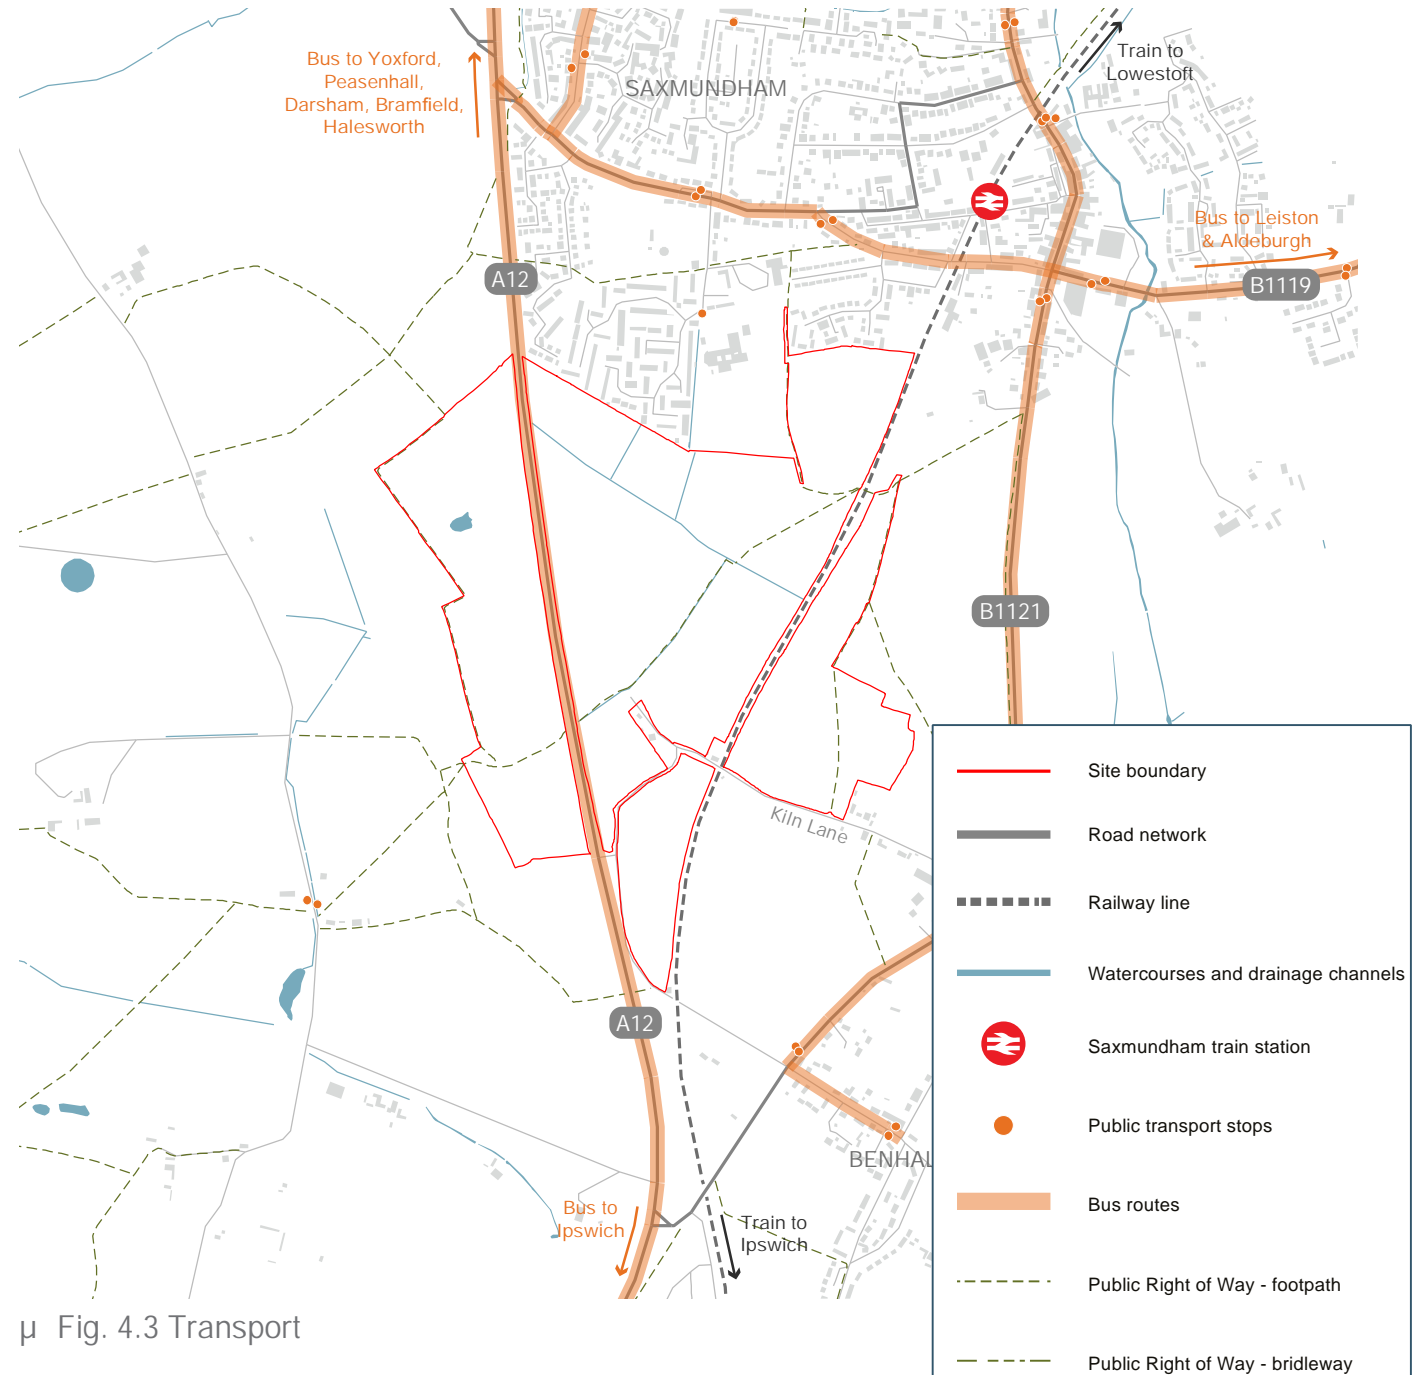 Bus to Yoxford,
Peasenhall,
Darsham, Bramfield,
Halesworth
SAXMUNDHAM
Train to
Lowestoft
Bus to Leiston
& Aldeburgh
A12
B1119
B1121
Kiln Lane
A12
BENHAL
Bus to
Ipswich
Train to
Ipswich
Site boundary
Road network
Railway line
Watercourses and drainage channels
Saxmundham train station
Public transport stops
Bus routes
Public Right of Way - footpath
Public Right of Way - bridleway
µ Fig. 4.3 Transport